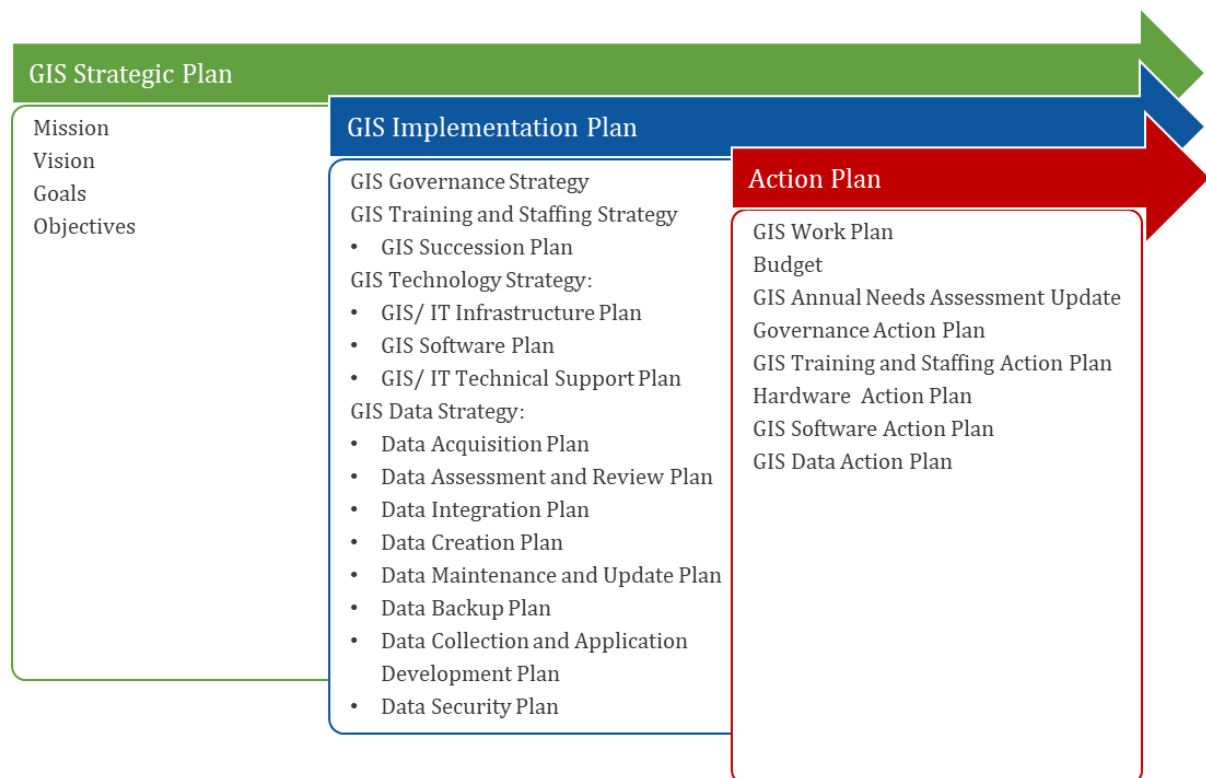 GIS Strategic Plan
Mission
Vision
Goals
Objectives
GIS Implementation Plan
GIS Governance Strategy
GIS Training and Staffing Strategy
• GIS Succession Plan
GIS Technology Strategy:
• GIS/ IT Infrastructure Plan
• GIS Software Plan
• GIS/ IT Technical Support Plan
GIS Data Strategy:
• Data Acquisition Plan
• Data Assessment and Review Plan
• Data Integration Plan
• Data Creation Plan
• Data Maintenance and Update Plan
• Data Backup Plan
• Data Collection and Application
Development Plan
• Data Security Plan
Action Plan
GIS Work Plan
Budget
GIS Annual Needs Assessment Update
Governance Action Plan
GIS Training and Staffing Action Plan
Hardware  Action Plan
GIS Software Action Plan
GIS Data Action Plan